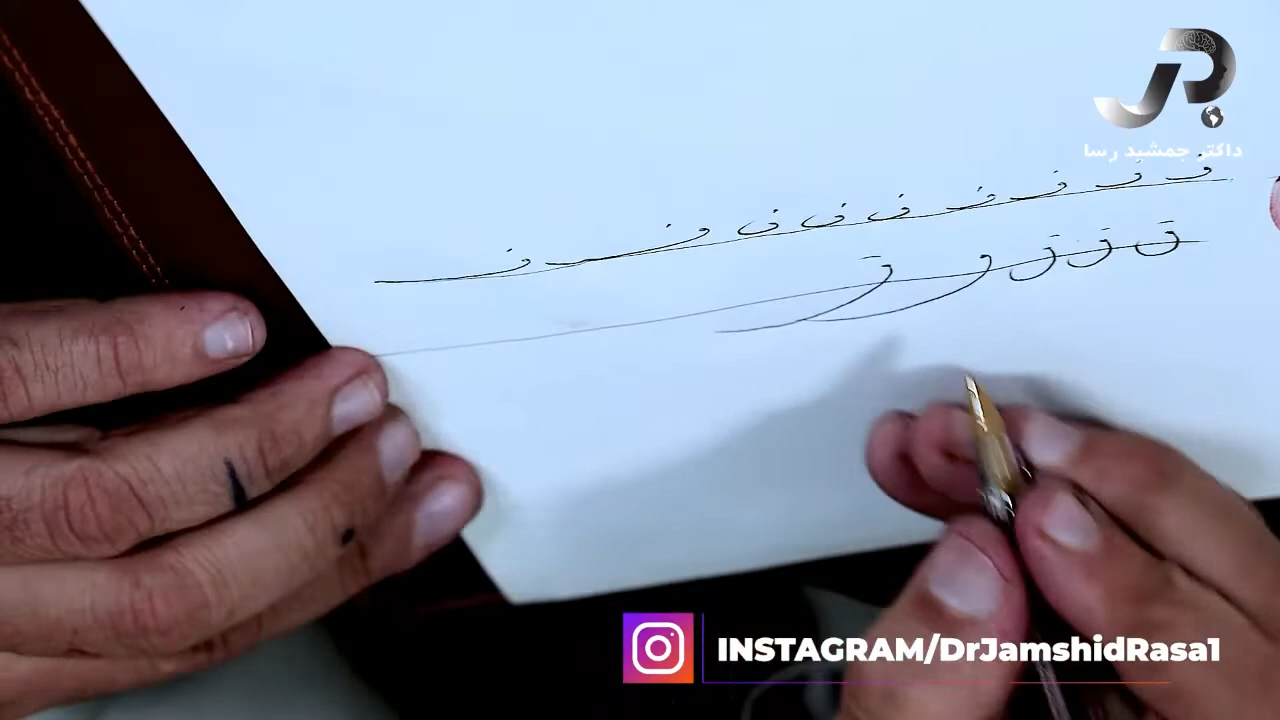 داکتر جمشید رسا
ف ف ف ف ف ف ف ف ف
ق ق ق ق ق
INSTAGRAM/DrJamshidRasa1